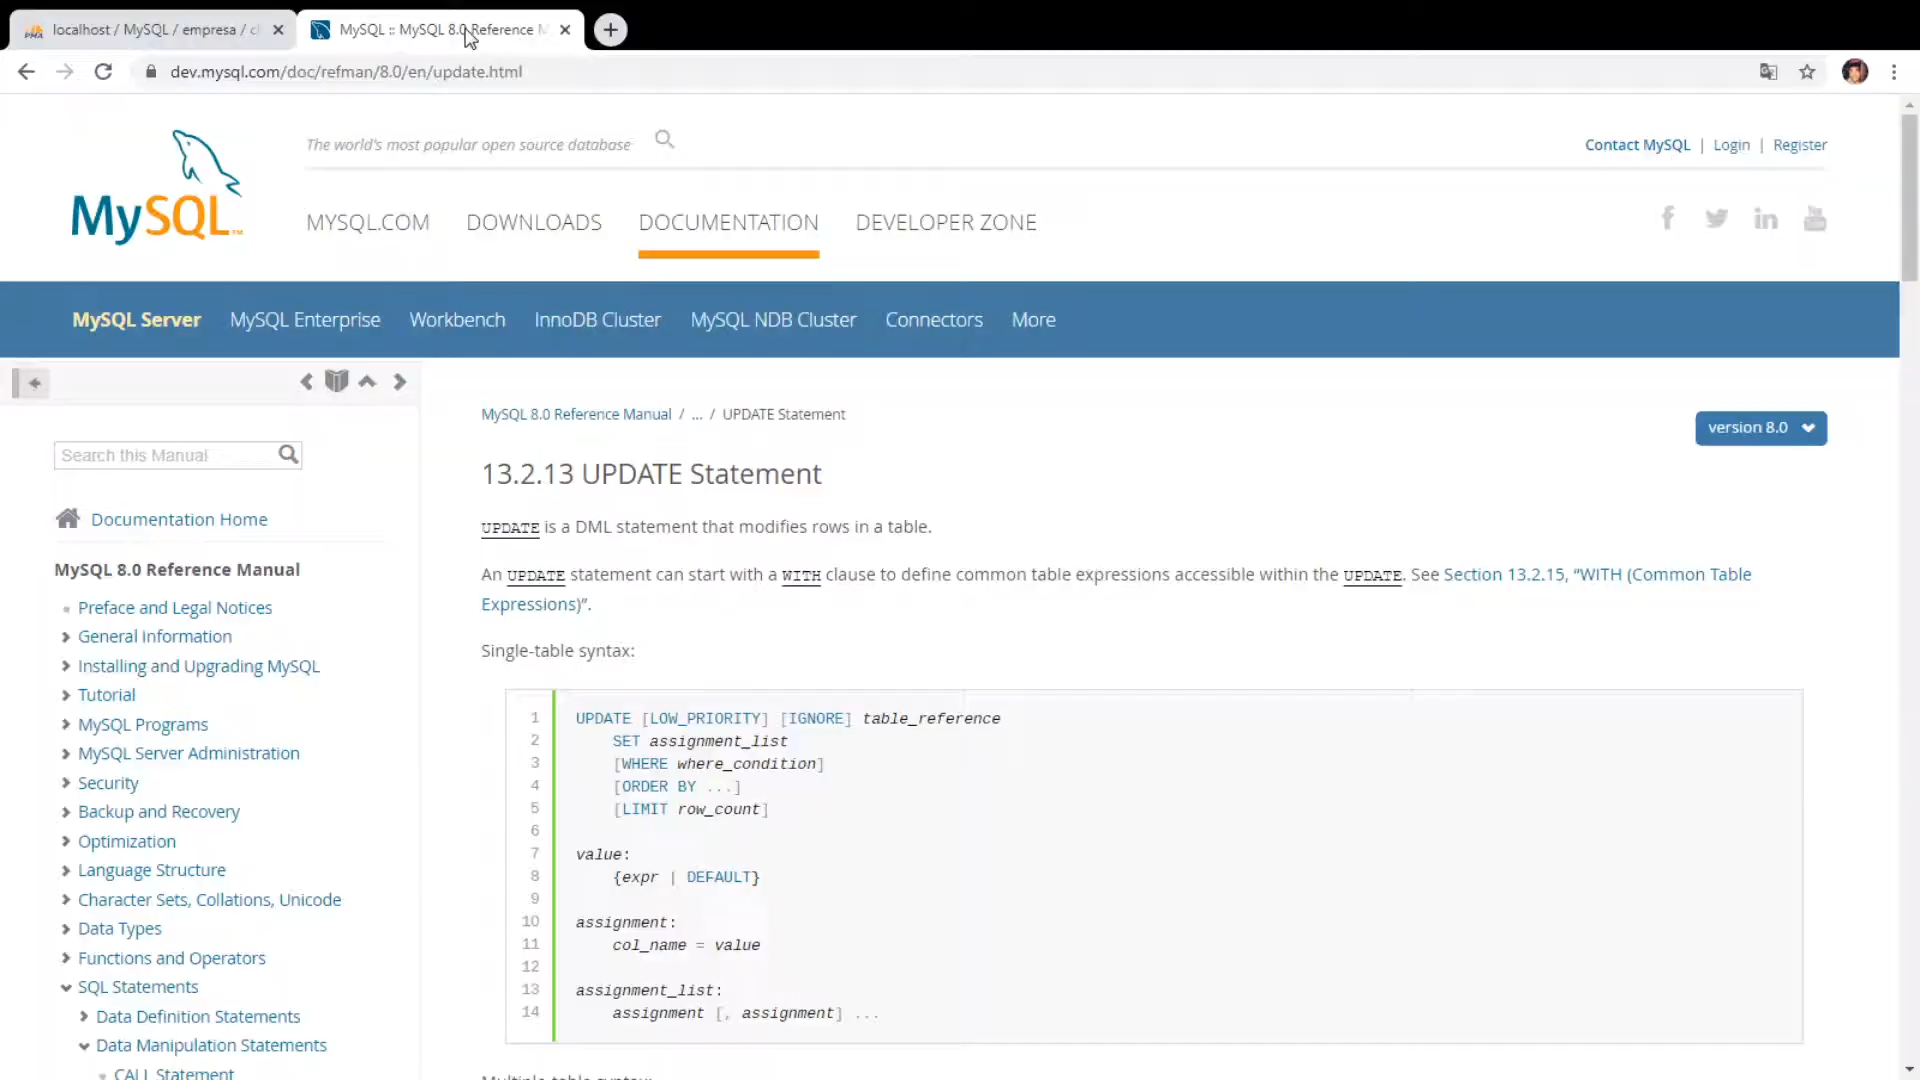 localhost / MySQL / empresa / cl
MySQL :: MySQL 8.0 Reference M
dev.mysql.com/doc/refman/8.0/en/update.html
MySQL™
The world's most popular open source database
Contact MySQL | Login | Register
MYSQL.COM DOWNLOADS DOCUMENTATION DEVELOPER ZONE
MySQL Server MySQL Enterprise Workbench InnoDB Cluster MySQL NDB Cluster Connectors More
Search this Manual
Documentation Home
MySQL 8.0 Reference Manual
Preface and Legal Notices
General Information
Installing and Upgrading MySQL
Tutorial
MySQL Programs
MySQL Server Administration
Security
Backup and Recovery
Optimization
Language Structure
Character Sets, Collations, Unicode
Data Types
Functions and Operators
SQL Statements
Data Definition Statements
Data Manipulation Statements
CALL Statement
MySQL 8.0 Reference Manual / ... / UPDATE Statement
version 8.0
13.2.13 UPDATE Statement
UPDATE is a DML statement that modifies rows in a table.
An UPDATE statement can start with a WITH clause to define common table expressions accessible within the UPDATE. See Section 13.2.15, “WITH (Common Table
Expressions)”.
Single-table syntax:
1 UPDATE [LOW_PRIORITY] [IGNORE] table_reference
2 SET assignment_list
3 [WHERE where_condition]
4 [ORDER BY ...]
5 [LIMIT row_count]
6
7 value:
8 {expr | DEFAULT}
9
10 assignment:
11 col_name = value
12
13 assignment_list:
14 assignment [, assignment] ...
Multiple-table syntax: